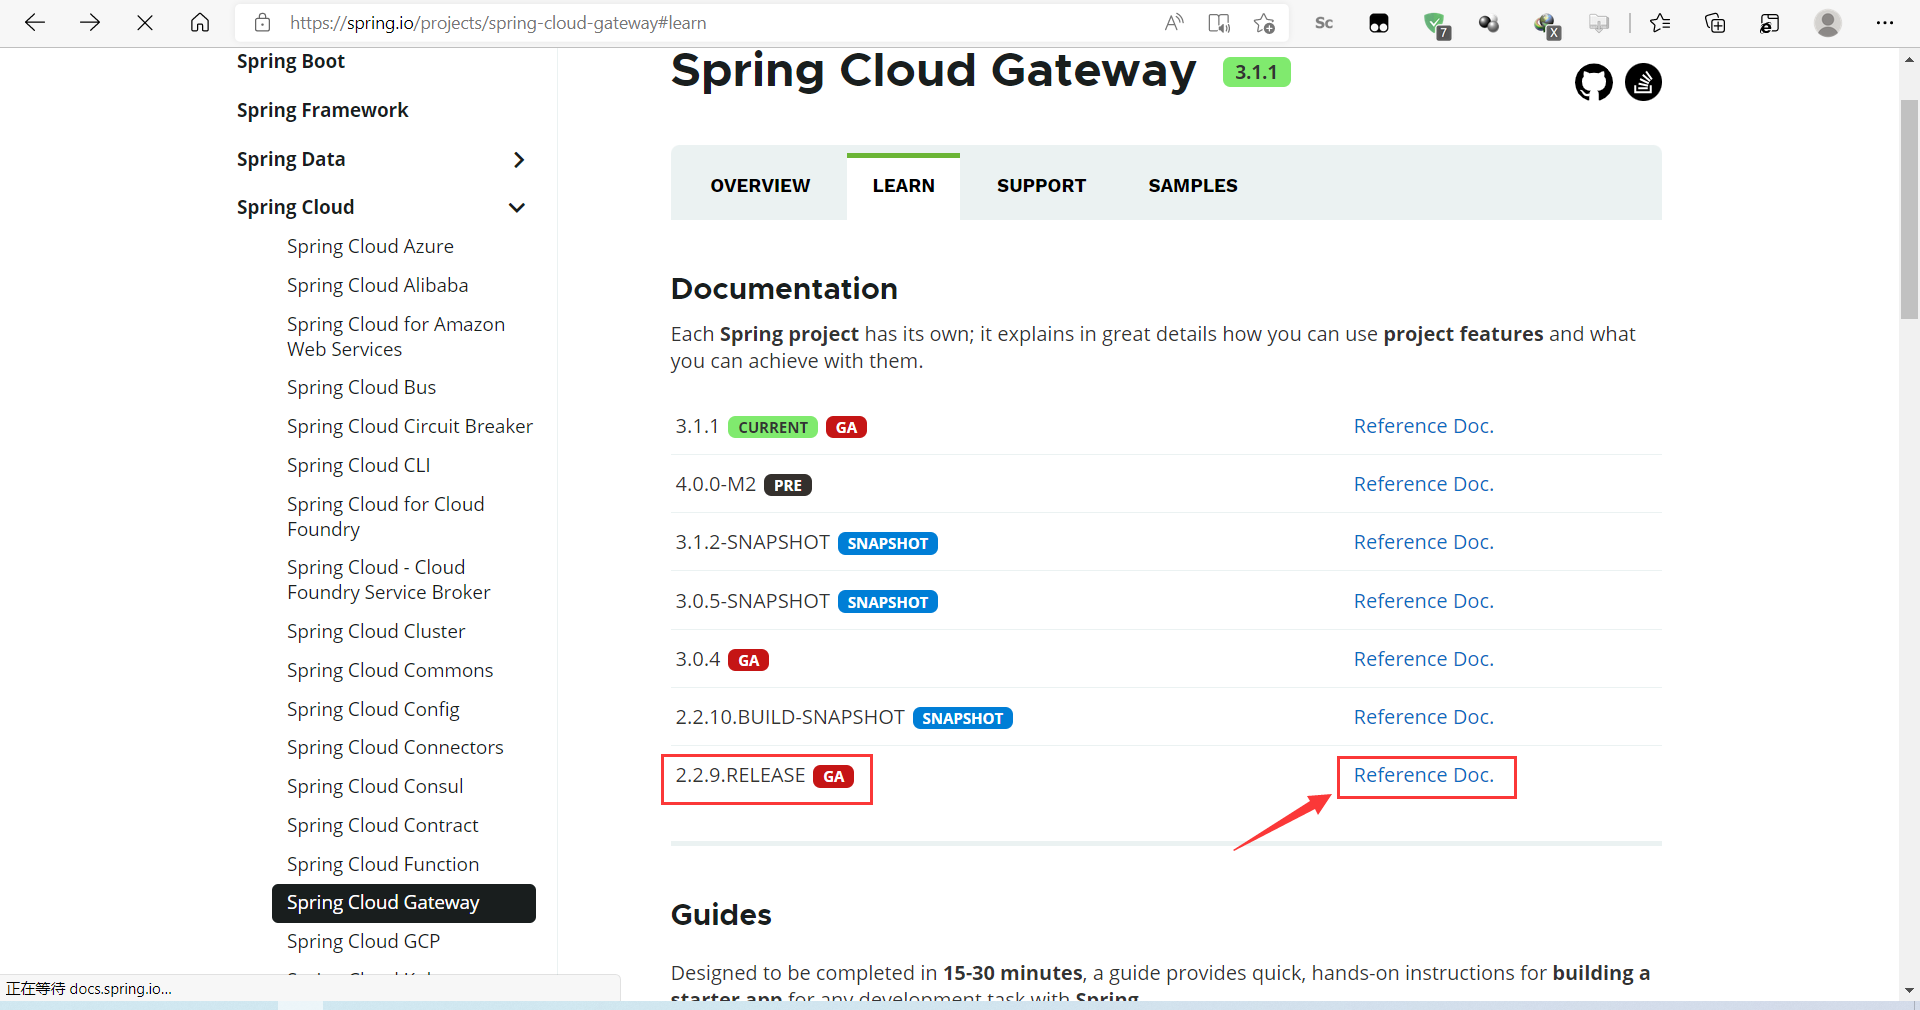 https://spring.io/projects/spring-cloud-gateway#learn
Sc
7
X
Spring Boot
Spring Framework
Spring Data
Spring Cloud
Spring Cloud Azure
Spring Cloud Alibaba
Spring Cloud for Amazon
Web Services
Spring Cloud Bus
Spring Cloud Circuit Breaker
Spring Cloud CLI
Spring Cloud for Cloud
Foundry
Spring Cloud - Cloud
Foundry Service Broker
Spring Cloud Cluster
Spring Cloud Commons
Spring Cloud Config
Spring Cloud Connectors
Spring Cloud Consul
Spring Cloud Contract
Spring Cloud Function
Spring Cloud Gateway
Spring Cloud GCP
正在等待 docs.spring.io...
Spring Cloud Gateway 3.1.1
OVERVIEW LEARN SUPPORT SAMPLES
Documentation
Each Spring project has its own; it explains in great details how you can use project features and what
you can achieve with them.
3.1.1 CURRENT GA Reference Doc.
4.0.0-M2 PRE Reference Doc.
3.1.2-SNAPSHOT SNAPSHOT Reference Doc.
3.0.5-SNAPSHOT SNAPSHOT Reference Doc.
3.0.4 GA Reference Doc.
2.2.10.BUILD-SNAPSHOT SNAPSHOT Reference Doc.
2.2.9.RELEASE GA Reference Doc.
Guides
Designed to be completed in 15-30 minutes, a guide provides quick, hands-on instructions for building a
starter app for any development task with Spring.